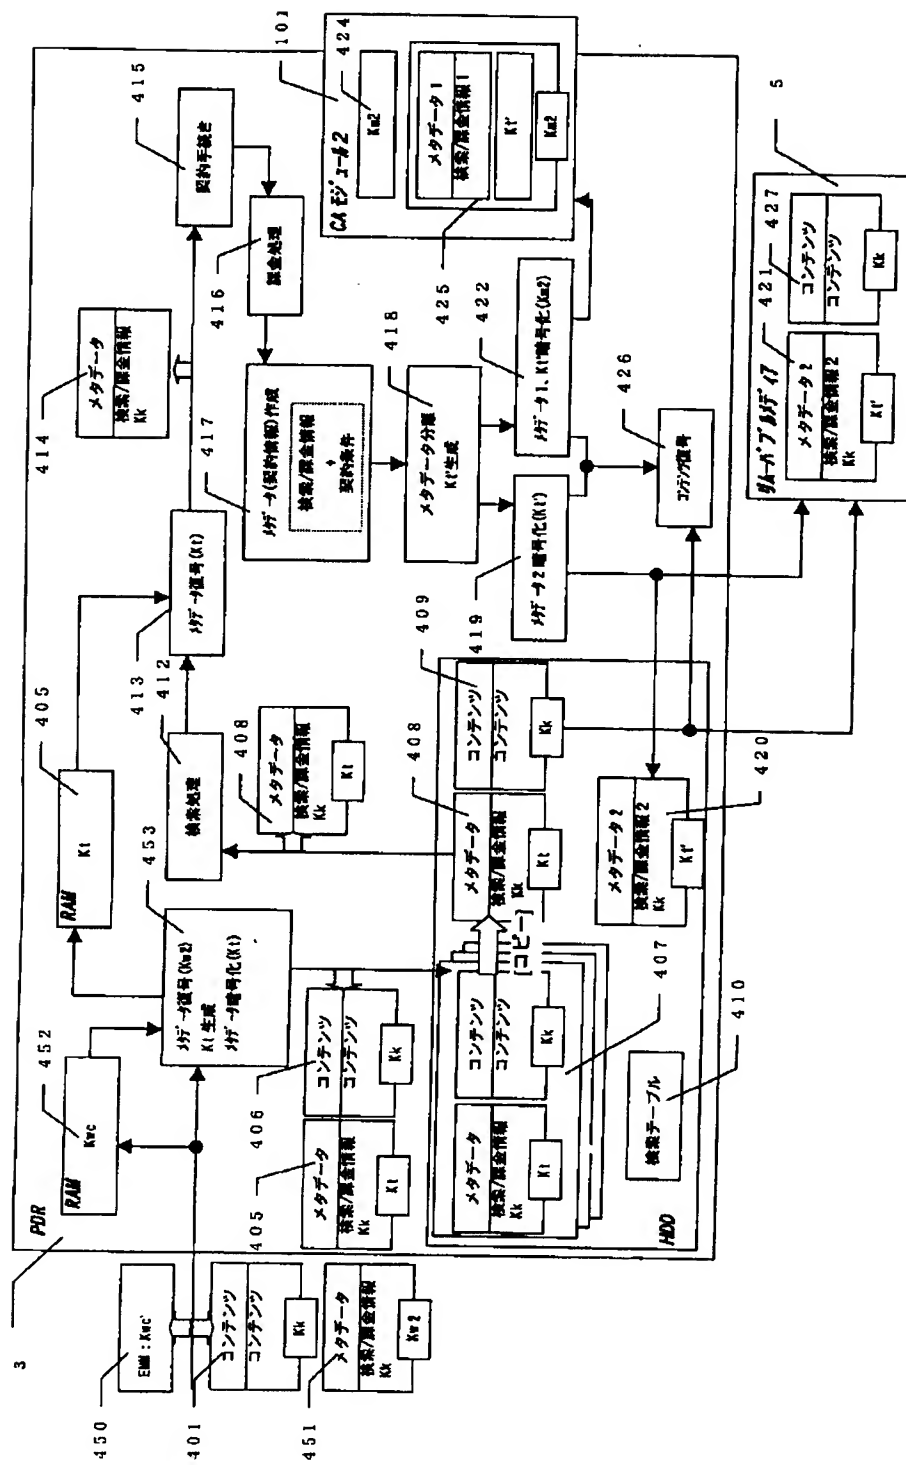 3
PDR
450
EMM:Kwc
401
コンテンツ
コンテンツ
Kk
451
メタデータ
検索/課金情報
Kk
Kw2
452
RAM
Kwc
453
メタデータ復号(Kw2)
Kt生成
メタデータ暗号化(Kt)
405
RAM
Kt
405
メタデータ
検索/課金情報
Kk
Kt
406
コンテンツ
コンテンツ
Kk
412
検索処理
408
メタデータ
検索/課金情報
Kk
Kt
413
メタデータ復号(Kt)
414
メタデータ
検索/課金情報
Kk
415
契約手続き
416
課金処理
417
メタデータ(契約情報)作成
検索/課金情報
+
契約条件
418
メタデータ分離
Kt'生成
419
メタデータ2暗号化(Kt')
422
メタデータ1、Kt'暗号化(Km2)
101
CAモジュール2
424
Km2
425
メタデータ1
検索/課金情報1
Kt'
Km2
426
コンテンツ復号
HDD
407
メタデータ
検索/課金情報
Kk
Kt
コンテンツ
コンテンツ
Kk
[コピー]
408
メタデータ
検索/課金情報
Kk
Kt
409
コンテンツ
コンテンツ
Kk
410
検索テーブル
420
メタデータ2
検索/課金情報2
Kk
Kt'
5
リムーバブルメディア
421
メタデータ2
検索/課金情報2
Kk
Kt'
427
コンテンツ
コンテンツ
Kk